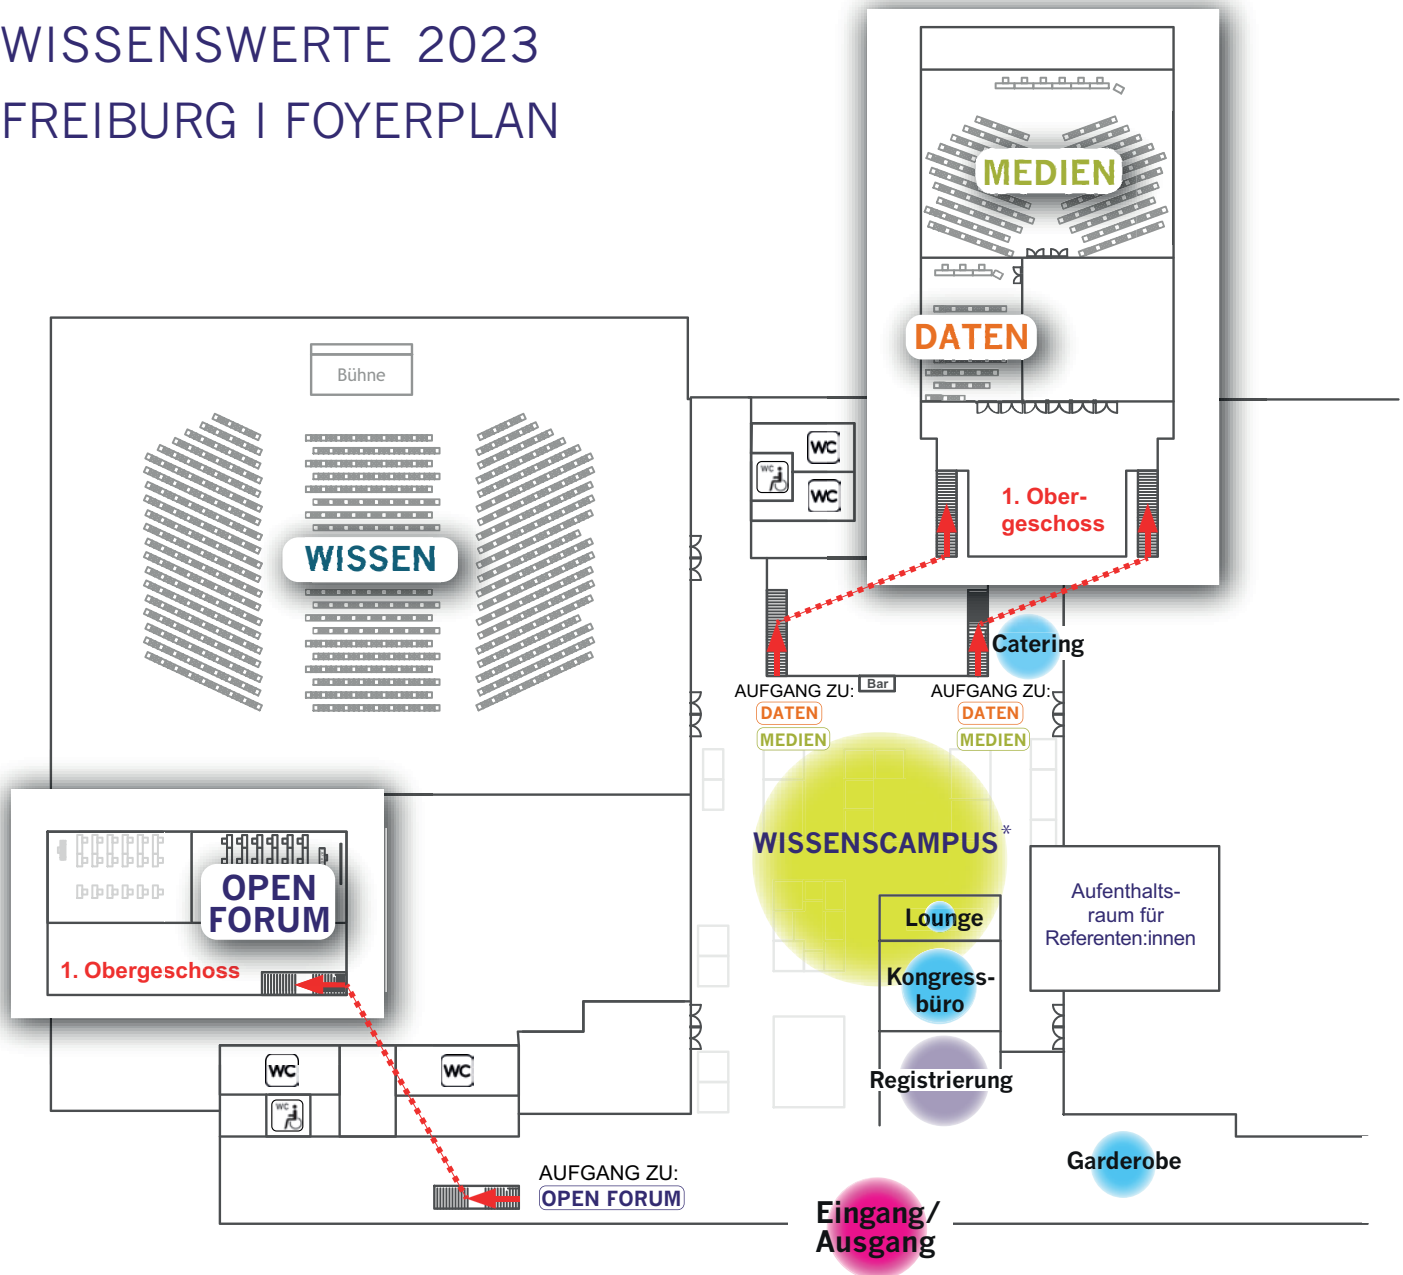 WISSENSWERTE 2023
FREIBURG I FOYERPLAN
MEDIEN
DATEN
1. Ober-
geschoss
Bühne
WISSEN
WC
WC
WC
Catering
Bar
AUFGANG ZU:
DATEN
MEDIEN
AUFGANG ZU:
DATEN
MEDIEN
WISSENSCAMPUS*
OPEN
FORUM
1. Obergeschoss
Aufenthalts-
raum für
Referenten:innen
Lounge
Kongress-
büro
Registrierung
WC
WC
WC
Garderobe
AUFGANG ZU:
OPEN FORUM
Eingang/
Ausgang